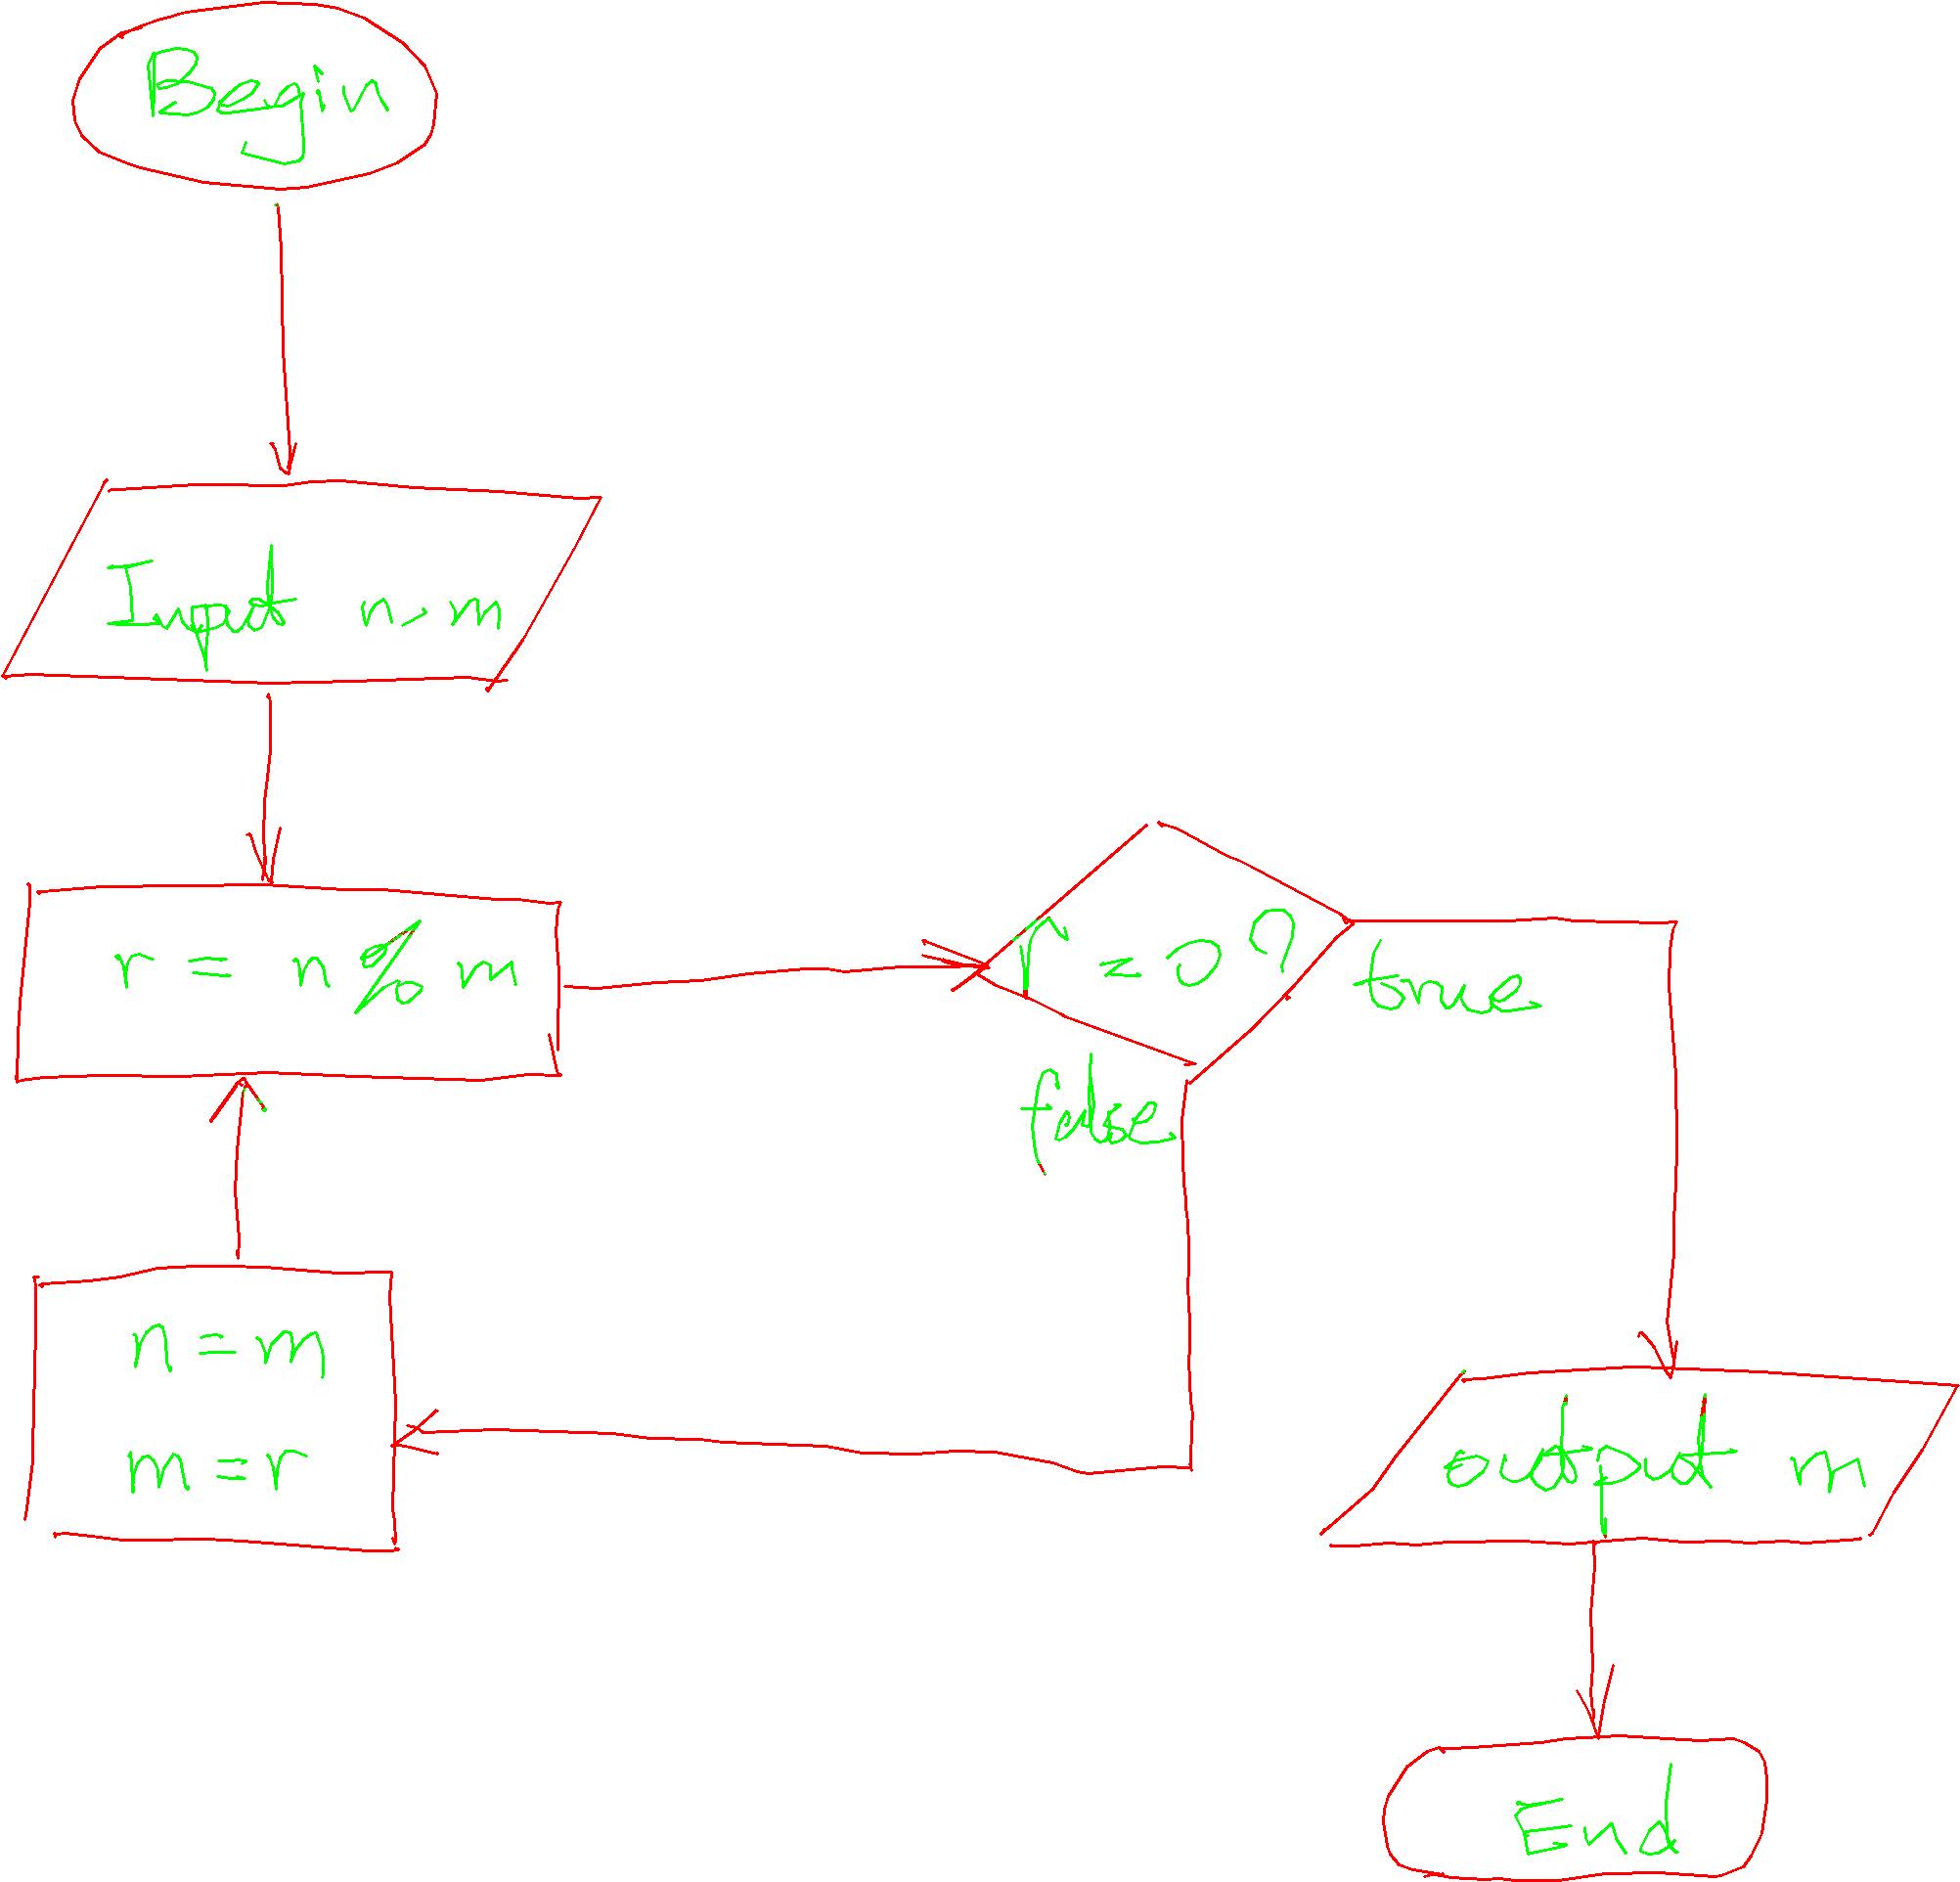 Begin
Input n, m
r = n % m
r = 0 ?
true
false
n = m
m = r
output m
End